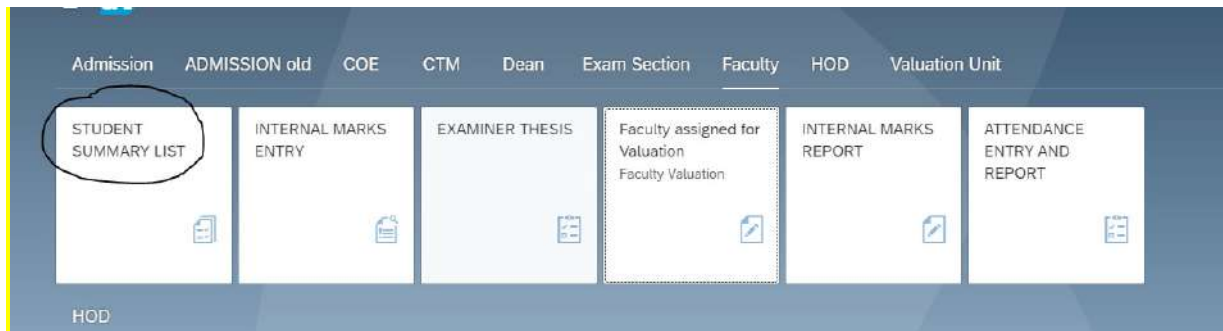 Admission ADMISSION old COE CTM Dean Exam Section Faculty HOD Valuation Unit
STUDENT
SUMMARY LIST
INTERNAL MARKS
ENTRY
EXAMINER THESIS
Faculty assigned for
Valuation
Faculty Valuation
INTERNAL MARKS
REPORT
ATTENDANCE
ENTRY AND
REPORT
HOD